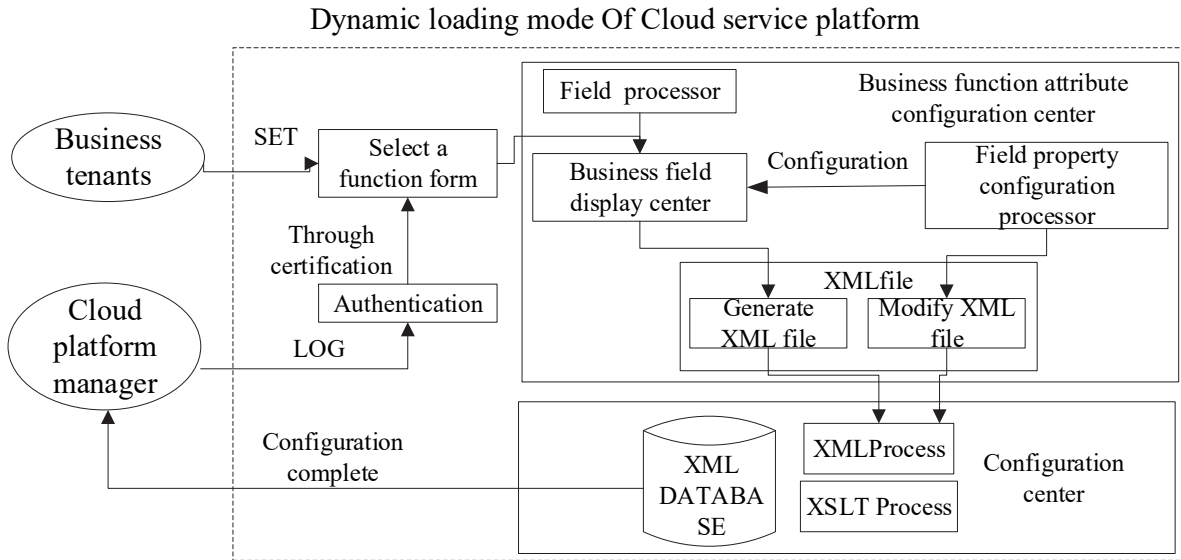 Dynamic loading mode Of Cloud service platform
Field processor
Business function attribute
configuration center
Business
tenants
SET
Select a
function form
Business field
display center
Configuration
Field property
configuration
processor
Through
certification
Authentication
XMLfile
Generate
XML file
Modify XML
file
Cloud
platform
manager
LOG
Configuration
complete
XML
DATABA
SE
XMLProcess
XSLT Process
Configuration
center